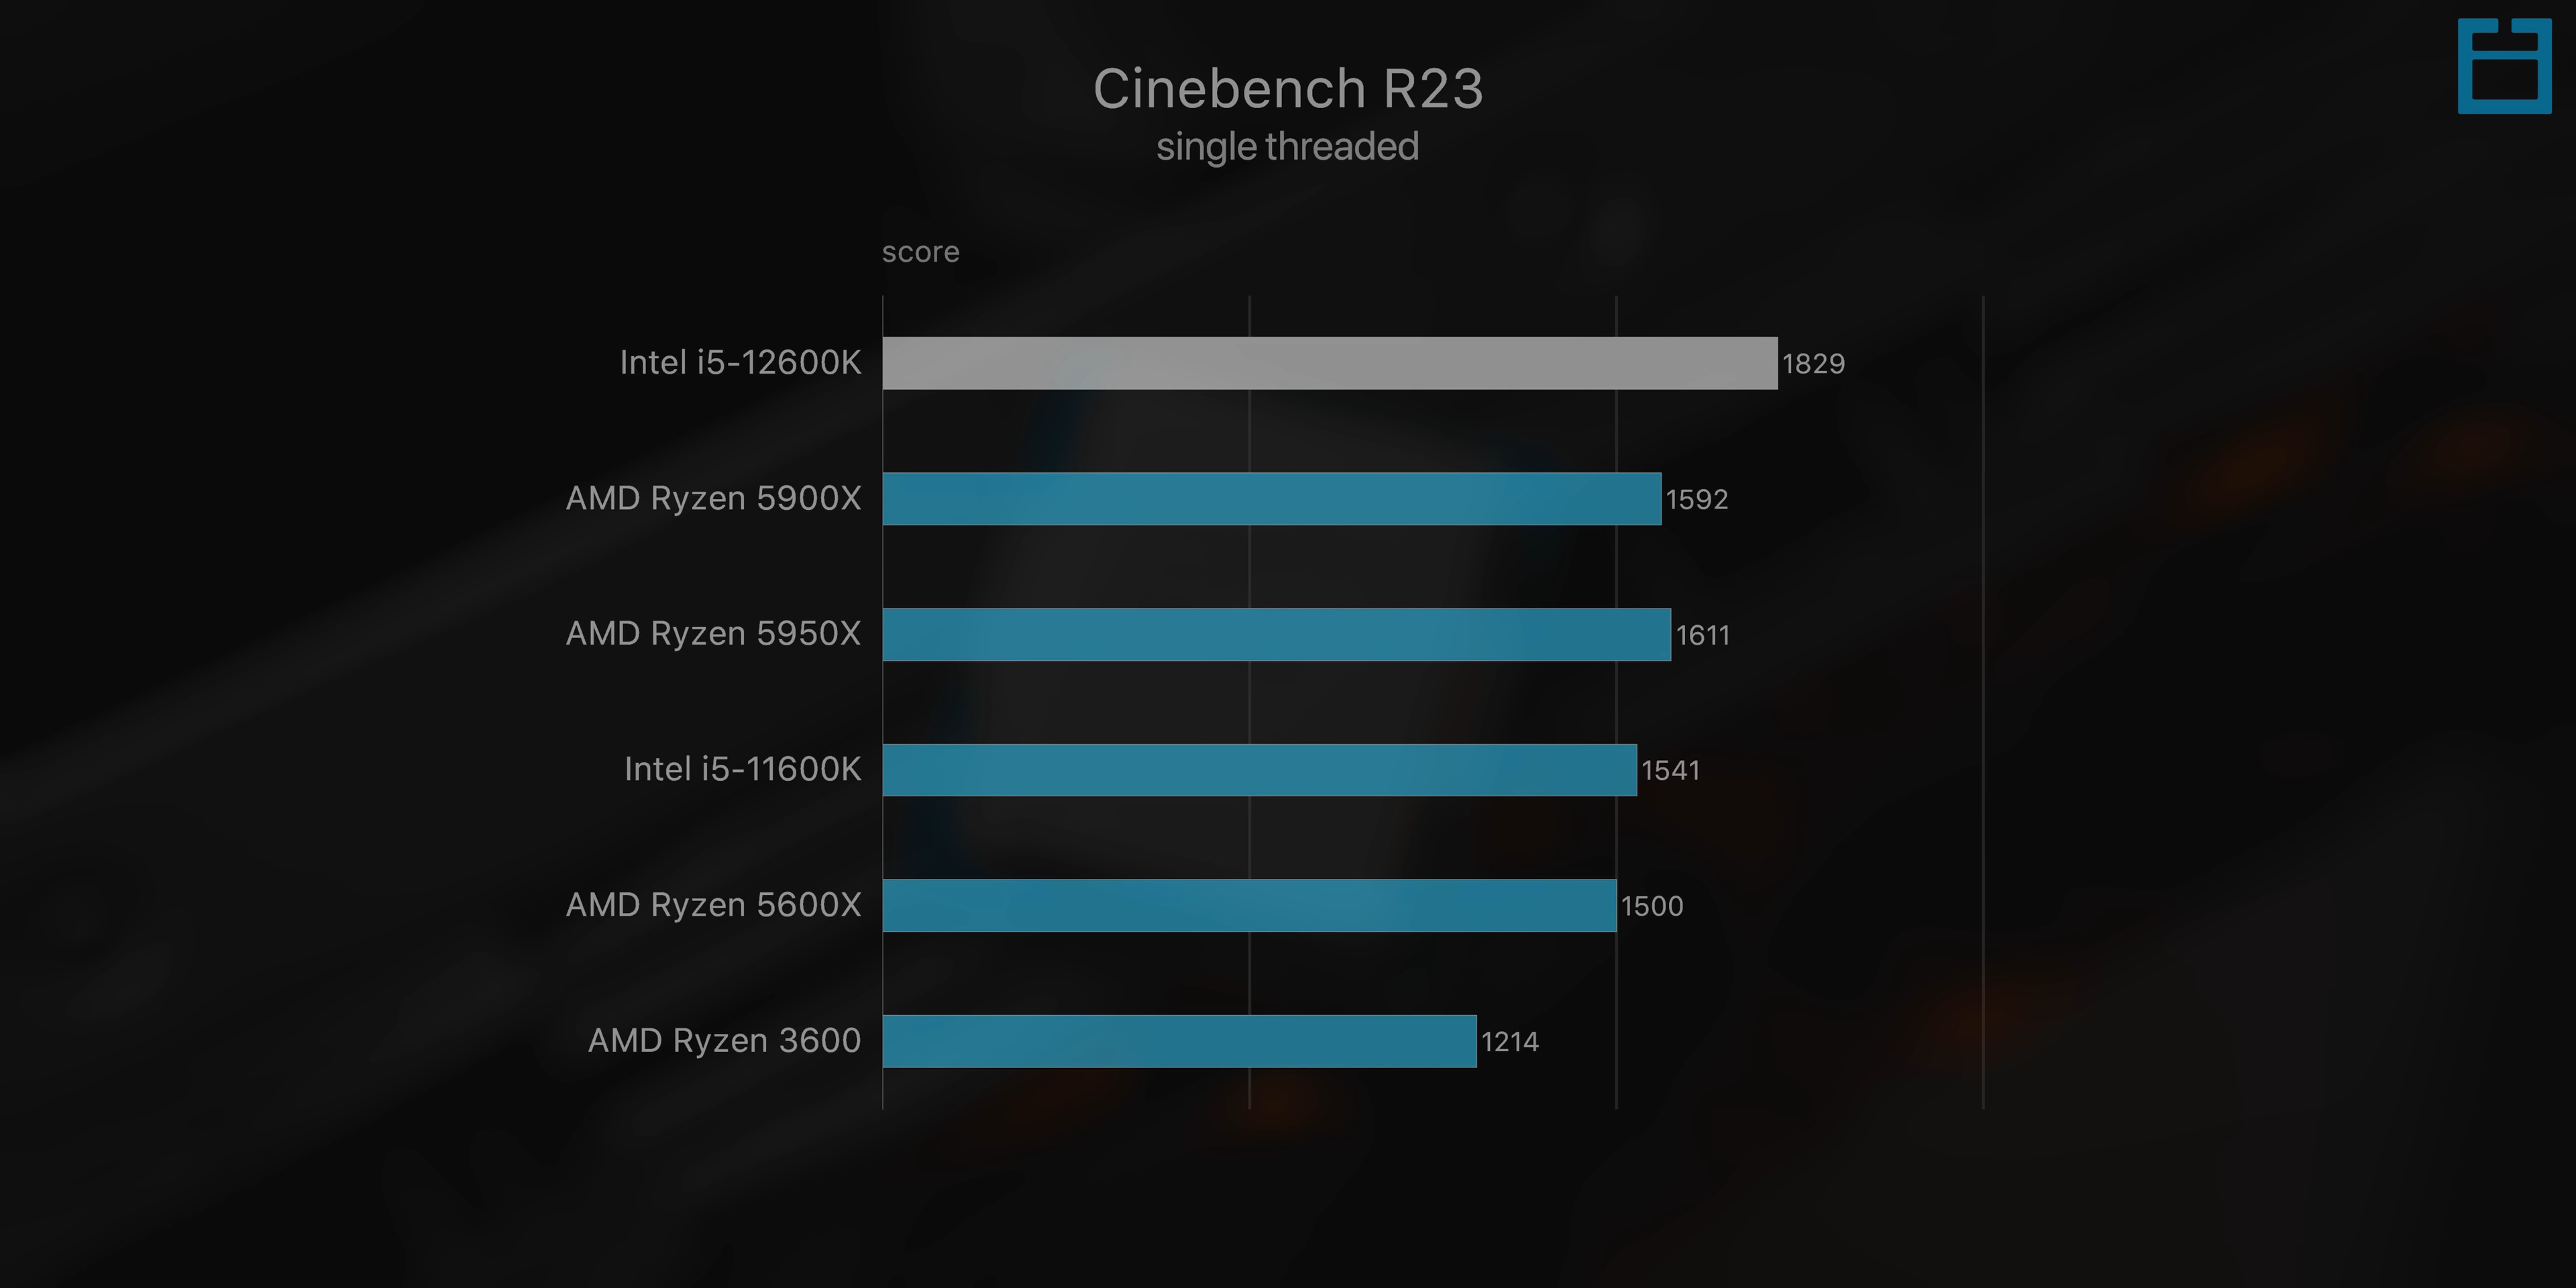 Cinebench R23
single threaded
score
Intel i5-12600K 1829
AMD Ryzen 5900X 1592
AMD Ryzen 5950X 1611
Intel i5-11600K 1541
AMD Ryzen 5600X 1500
AMD Ryzen 3600 1214